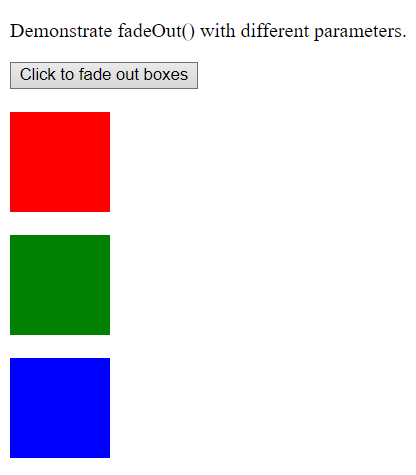 Demonstrate fadeOut() with different parameters.
Click to fade out boxes